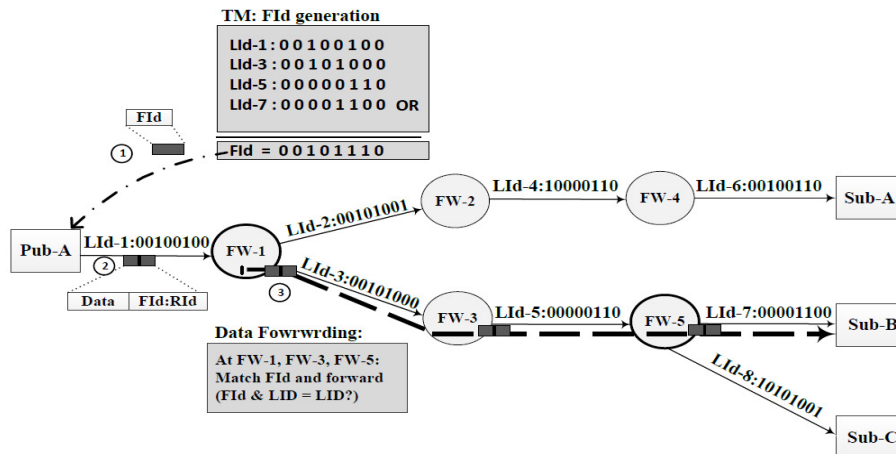 TM: FId generation
LId-1 : 0 0 1 0 0 1 0 0
LId-3 : 0 0 1 0 1 0 0 0
LId-5 : 0 0 0 0 0 1 1 0
LId-7 : 0 0 0 0 1 1 0 0 OR
FId = 0 0 1 0 1 1 1 0
FId
1
Pub-A
LId-1:00100100
2
Data
FId:RId
FW-1
LId-2:00101001
FW-2
LId-4:10000110
FW-4
LId-6:00100110
Sub-A
3
LId-3:00101000
FW-3
LId-5:00000110
FW-5
LId-7:00001100
Sub-B
LId-8:10101001
Sub-C
Data Fowrwrding:
At FW-1, FW-3, FW-5:
Match FId and forward
(FId & LID = LID?)